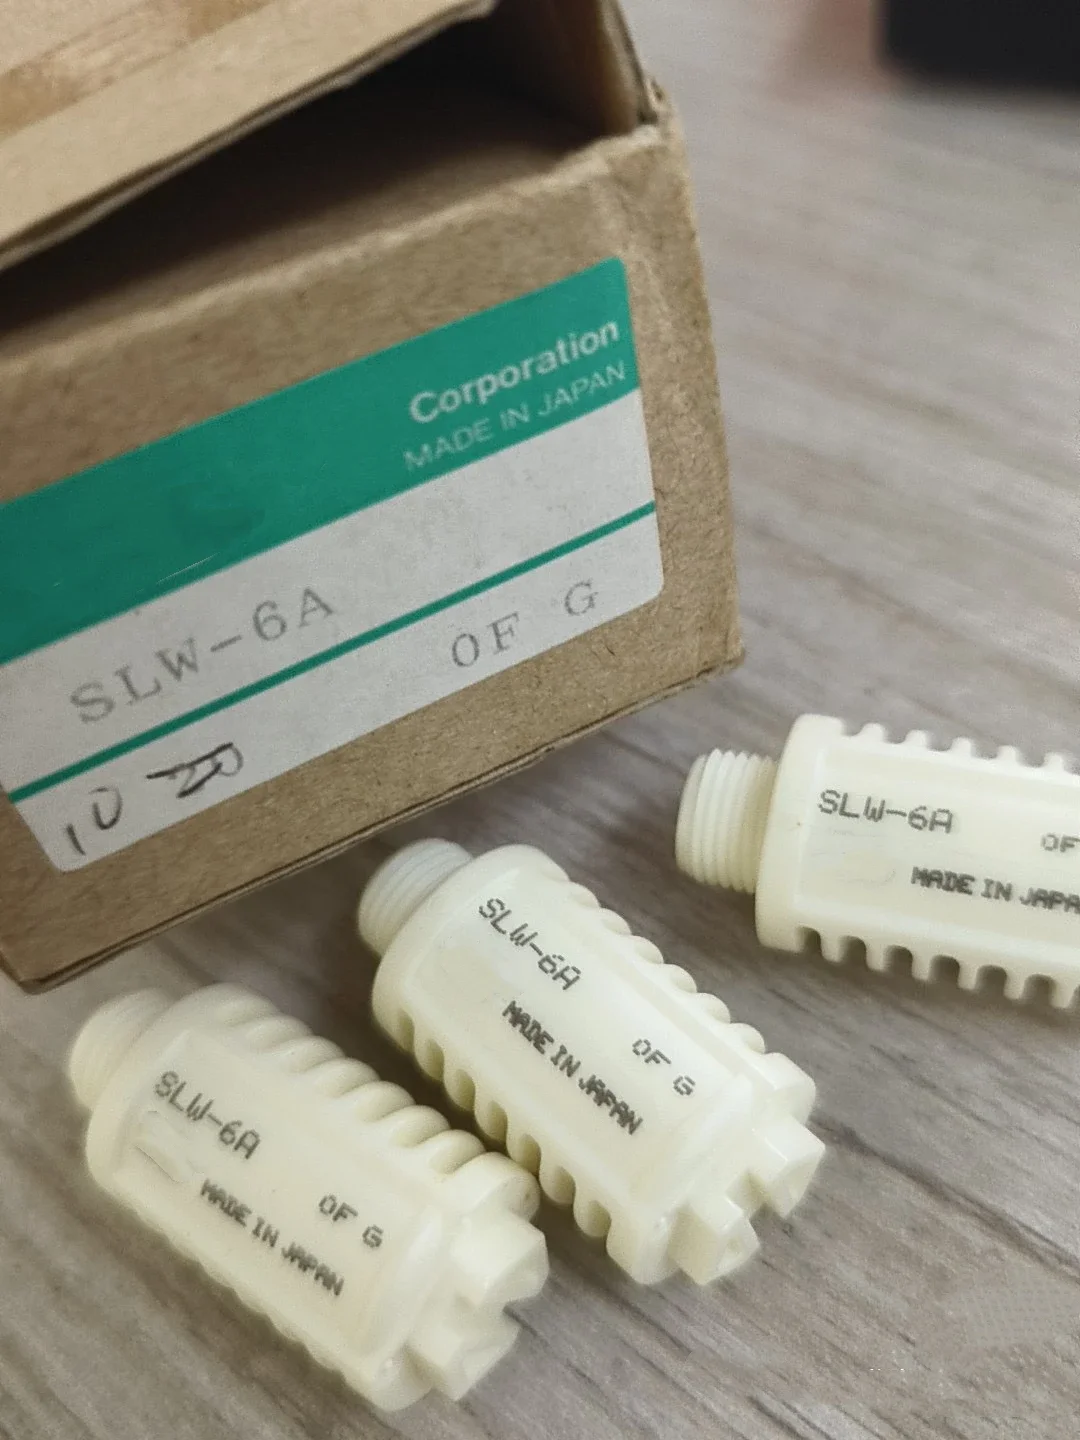 Corporation
MADE IN JAPAN
SLW-6A
OF G
10
SLW-6A
OF
MADE IN JAPA
SLW-6A
OF G
MADE IN JAPAN
SLW-6A
OF G
MADE IN JAPAN